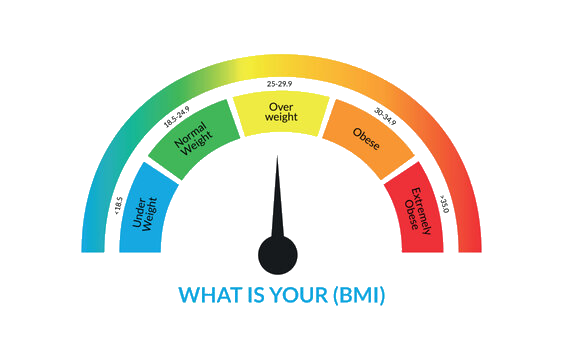 <18.5
Under
Weight
18.5-24.9
Normal
Weight
25-29.9
Over
weight
30-34.9
Obese
>35.0
Extremely
Obese
WHAT IS YOUR (BMI)